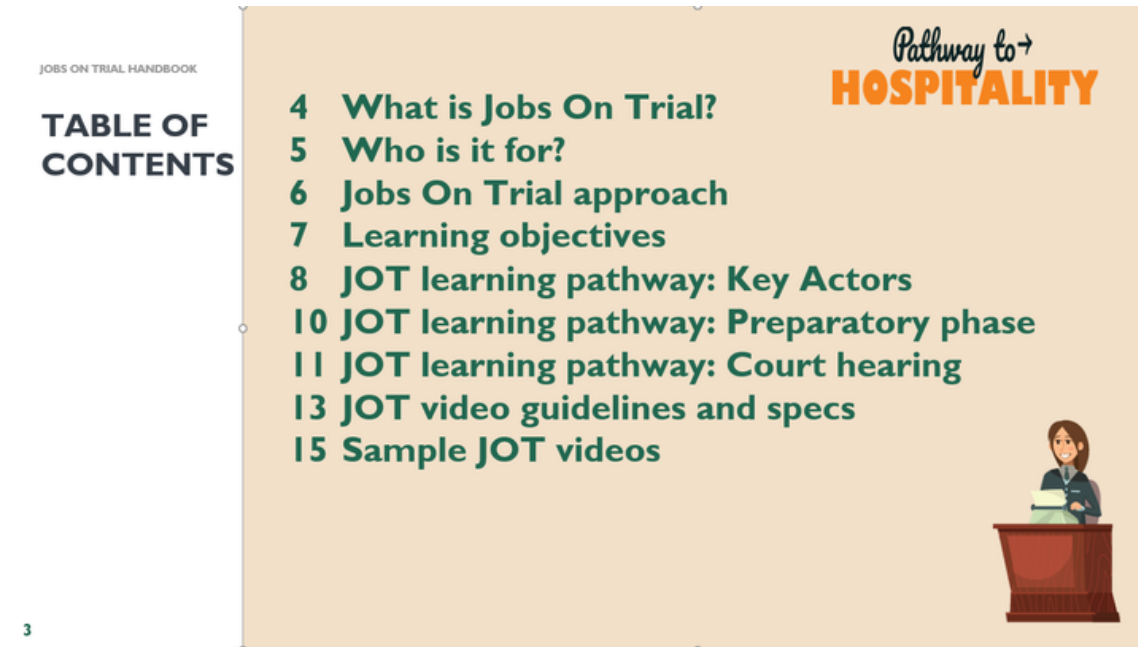 JOBS ON TRIAL HANDBOOK
TABLE OF
CONTENTS
Pathway to→
HOSPITALITY
4 What is Jobs On Trial?
5 Who is it for?
6 Jobs On Trial approach
7 Learning objectives
8 JOT learning pathway: Key Actors
10 JOT learning pathway: Preparatory phase
11 JOT learning pathway: Court hearing
13 JOT video guidelines and specs
15 Sample JOT videos
3